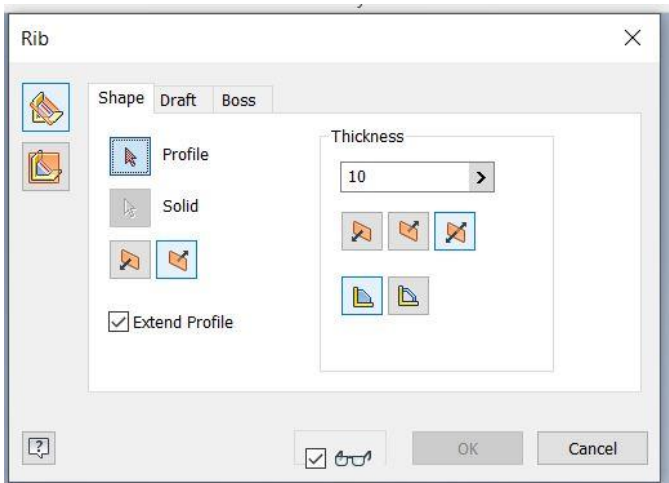 Rib
Shape Draft Boss
Profile
Thickness
10
Solid
Extend Profile
?
OK Cancel